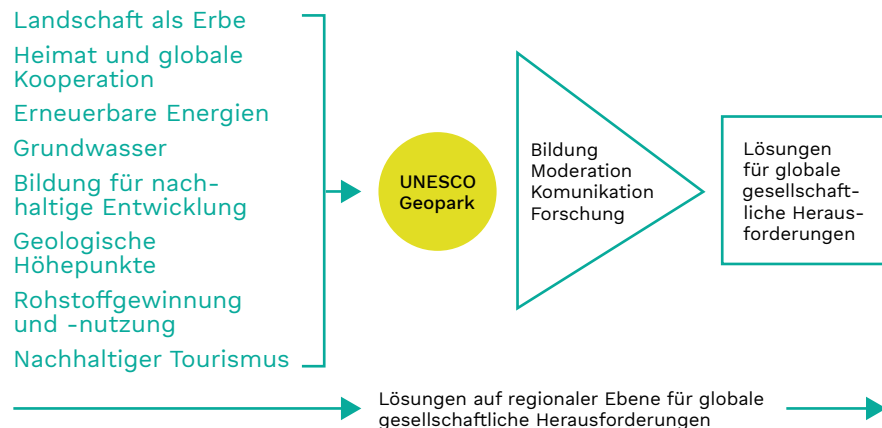 Landschaft als Erbe
Heimat und globale
Kooperation
Erneuerbare Energien
Grundwasser
Bildung für nach-
haltige Entwicklung
Geologische
Höhepunkte
Rohstoffgewinnung
und -nutzung
Nachhaltiger Tourismus
UNESCO
Geopark
Bildung
Moderation
Komunikation
Forschung
Lösungen
für globale
gesellschaft-
liche Heraus-
forderungen
Lösungen auf regionaler Ebene für globale
gesellschaftliche Herausforderungen